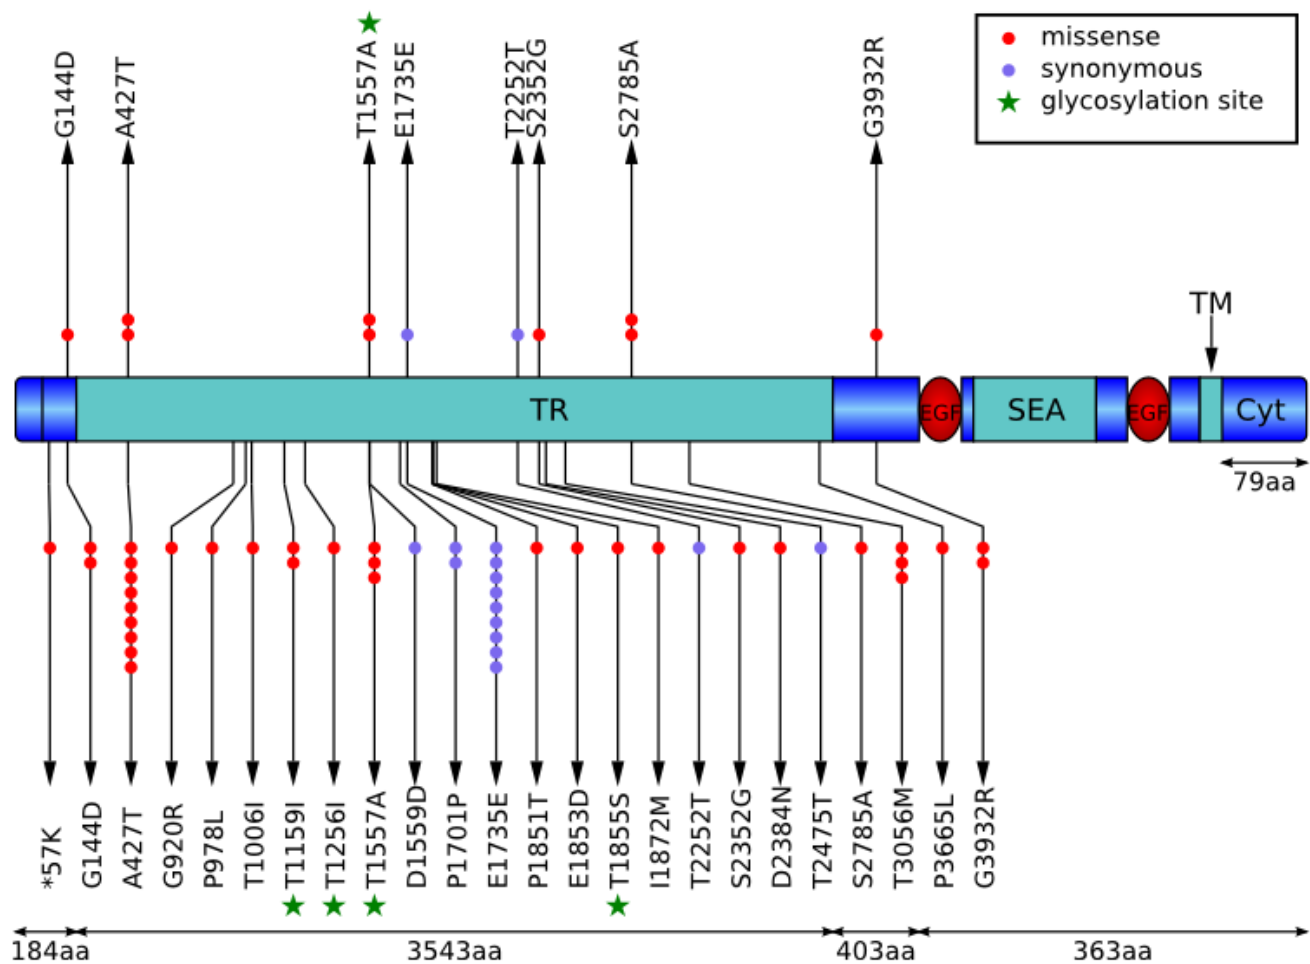 G144D
A427T
T1557A
E1735E
T2252T
S2352G
S2785A
G3932R
missense
synonymous
glycosylation site
TM
TR
EGF
SEA
EGF
Cyt
79aa
*57K
G144D
A427T
G920R
P978L
T1006I
T1159I
T1256I
T1557A
D1559D
P1701P
E1735E
P1851T
E1853D
T1855S
I1872M
T2252T
S2352G
D2384N
T2475T
S2785A
T3056M
P3665L
G3932R
184aa
3543aa
403aa
363aa